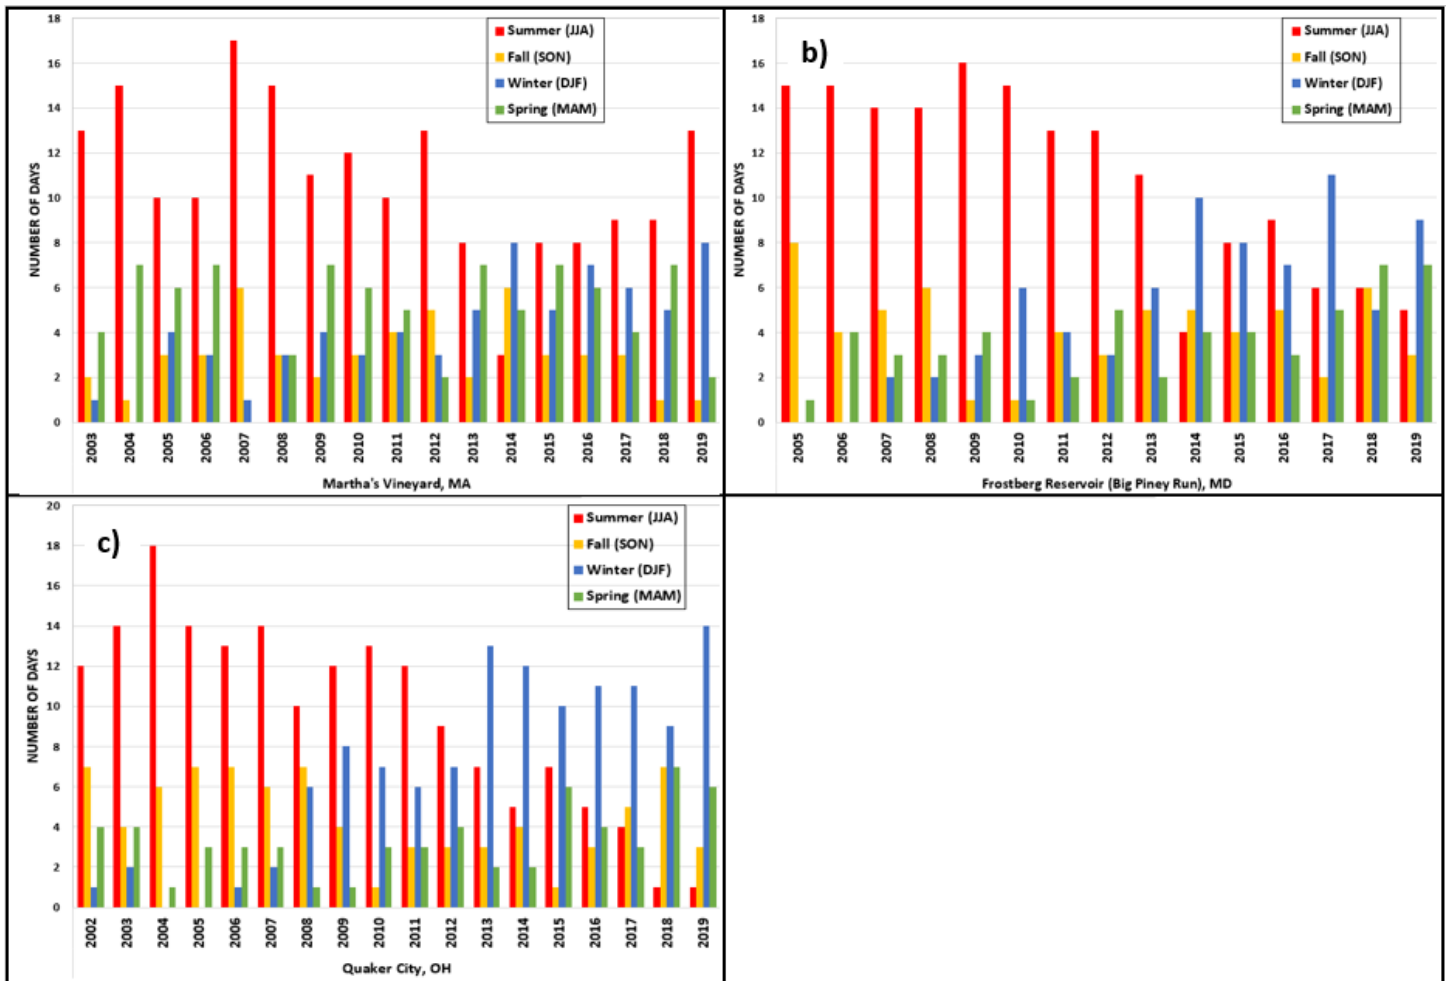 18
16
14
12
10
8
6
4
2
0
NUMBER OF DAYS
Summer (JJA)
Fall (SON)
Winter (DJF)
Spring (MAM)
2003 2004 2005 2006 2007 2008 2009 2010 2011 2012 2013 2014 2015 2016 2017 2018 2019
Martha's Vineyard, MA
b)
18
16
14
12
10
8
6
4
2
0
NUMBER OF DAYS
Summer (JJA)
Fall (SON)
Winter (DJF)
Spring (MAM)
2005 2006 2007 2008 2009 2010 2011 2012 2013 2014 2015 2016 2017 2018 2019
Frostberg Reservoir (Big Piney Run), MD
c)
20
18
16
14
12
10
8
6
4
2
0
NUMBER OF DAYS
Summer (JJA)
Fall (SON)
Winter (DJF)
Spring (MAM)
2002 2003 2004 2005 2006 2007 2008 2009 2010 2011 2012 2013 2014 2015 2016 2017 2018 2019
Quaker City, OH